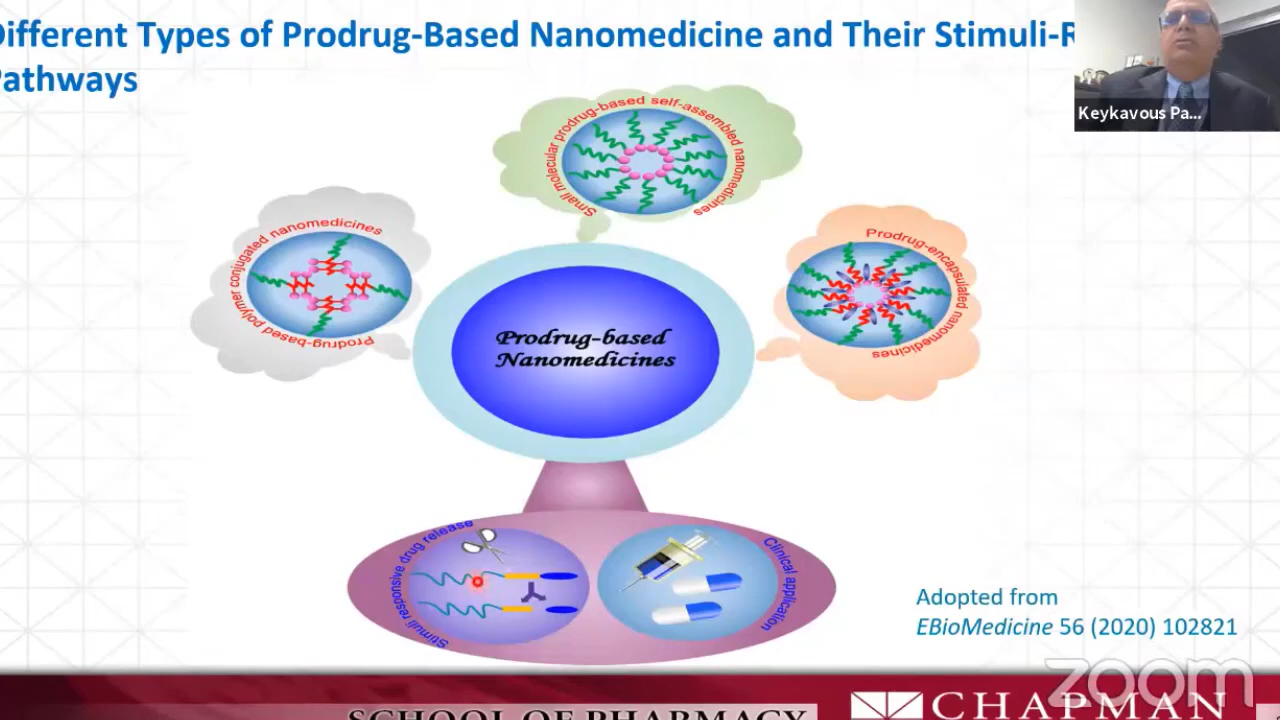 Different Types of Prodrug-Based Nanomedicine and Their Stimuli-R
Pathways
Keykavous Pa...
Small molecular prodrug-based self-assembled nanomedicines
Prodrug-based polymer conjugated nanomedicines
Prodrug-encapsulated nanomedicines
Prodrug-based
Nanomedicines
Stimuli responsive drug release
Clinical application
Adopted from
EBioMedicine 56 (2020) 102821
zoom
SCHOOL OF PHARMACY
CHAPMAN